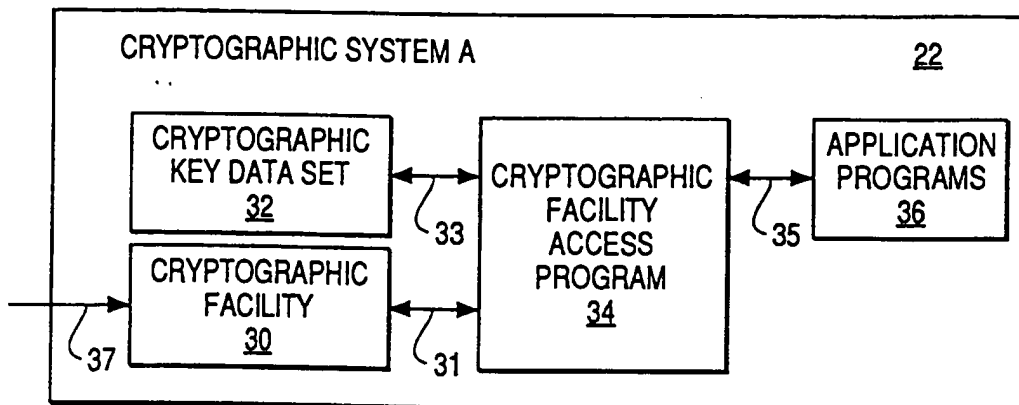 CRYPTOGRAPHIC SYSTEM A
22
CRYPTOGRAPHIC
KEY DATA SET
32
33
CRYPTOGRAPHIC
FACILITY
30
31
37
CRYPTOGRAPHIC
FACILITY
ACCESS
PROGRAM
34
35
APPLICATION
PROGRAMS
36